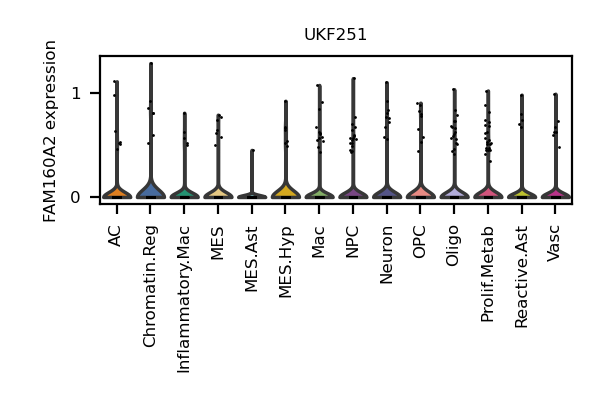 UKF251
FAM160A2 expression
1
0
AC
Chromatin.Reg
Inflammatory.Mac
MES
MES.Ast
MES.Hyp
Mac
NPC
Neuron
OPC
Oligo
Prolif.Metab
Reactive.Ast
Vasc